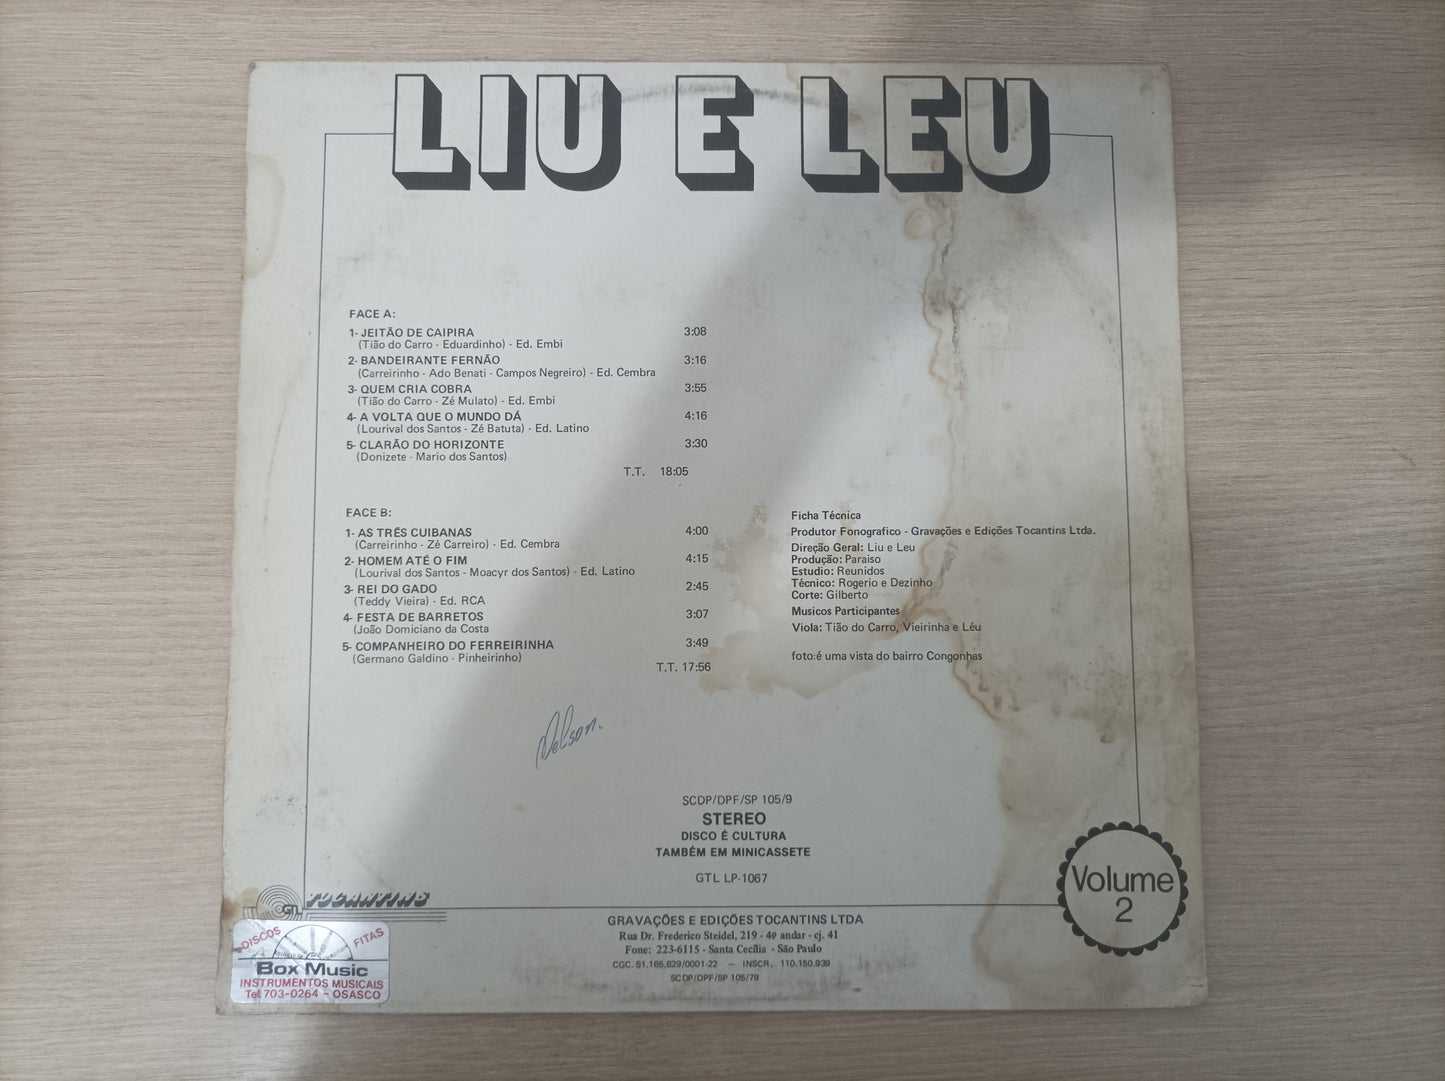 LIU E LEU
FACE A:
1- JEITÃO DE CAIPIRA 3:08
(Tião do Carro - Eduardinho) - Ed. Embi
2- BANDEIRANTE FERNÃO 3:16
(Carreirinho - Ado Benati - Campos Negreiro) - Ed. Cembra
3- QUEM CRIA COBRA 3:55
(Tião do Carro - Zé Mulato) - Ed. Embi
4- A VOLTA QUE O MUNDO DÁ 4:16
(Lourival dos Santos - Zé Batuta) - Ed. Latino
5- CLARÃO DO HORIZONTE 3:30
(Donizete - Mario dos Santos)
T.T. 18:05
FACE B:
1- AS TRÊS CUIBANAS 4:00
(Carreirinho - Zé Carreiro) - Ed. Cembra
2- HOMEM ATÉ O FIM 4:15
(Lourival dos Santos - Moacyr dos Santos) - Ed. Latino
3- REI DO GADO 2:45
(Teddy Vieira) - Ed. RCA
4- FESTA DE BARRETOS 3:07
(João Domiciano da Costa
5- COMPANHEIRO DO FERREIRINHA 3:49
(Germano Galdino - Pinheirinho)
T.T. 17:56
Ficha Técnica
Produtor Fonografico - Gravações e Edições Tocantins Ltda.
Direção Geral: Liu e Leu
Produção: Paraiso
Estudio: Reunidos
Técnico: Rogerio e Dezinho
Corte: Gilberto
Musicos Participantes
Viola: Tião do Carro, Vieirinha e Léu
foto:é uma vista do bairro Congonhas
Nelson.
SCDP/DPF/SP 105/9
STEREO
DISCO É CULTURA
TAMBÉM EM MINICASSETE
GTL LP-1067
Volume
2
GTL TOCANTINS
GRAVAÇÕES E EDIÇÕES TOCANTINS LTDA
Rua Dr. Frederico Steidel, 219 - 4º andar - cj. 41
Fone: 223-6115 - Santa Cecília - São Paulo
CGC. 51.165.629/0001-22 – INSCR. 110.150.939
SCDP/DPF/SP 105/79
DISCOS FITAS
Box Music
INSTRUMENTOS MUSICAIS
Tel:703-0264 – OSASCO